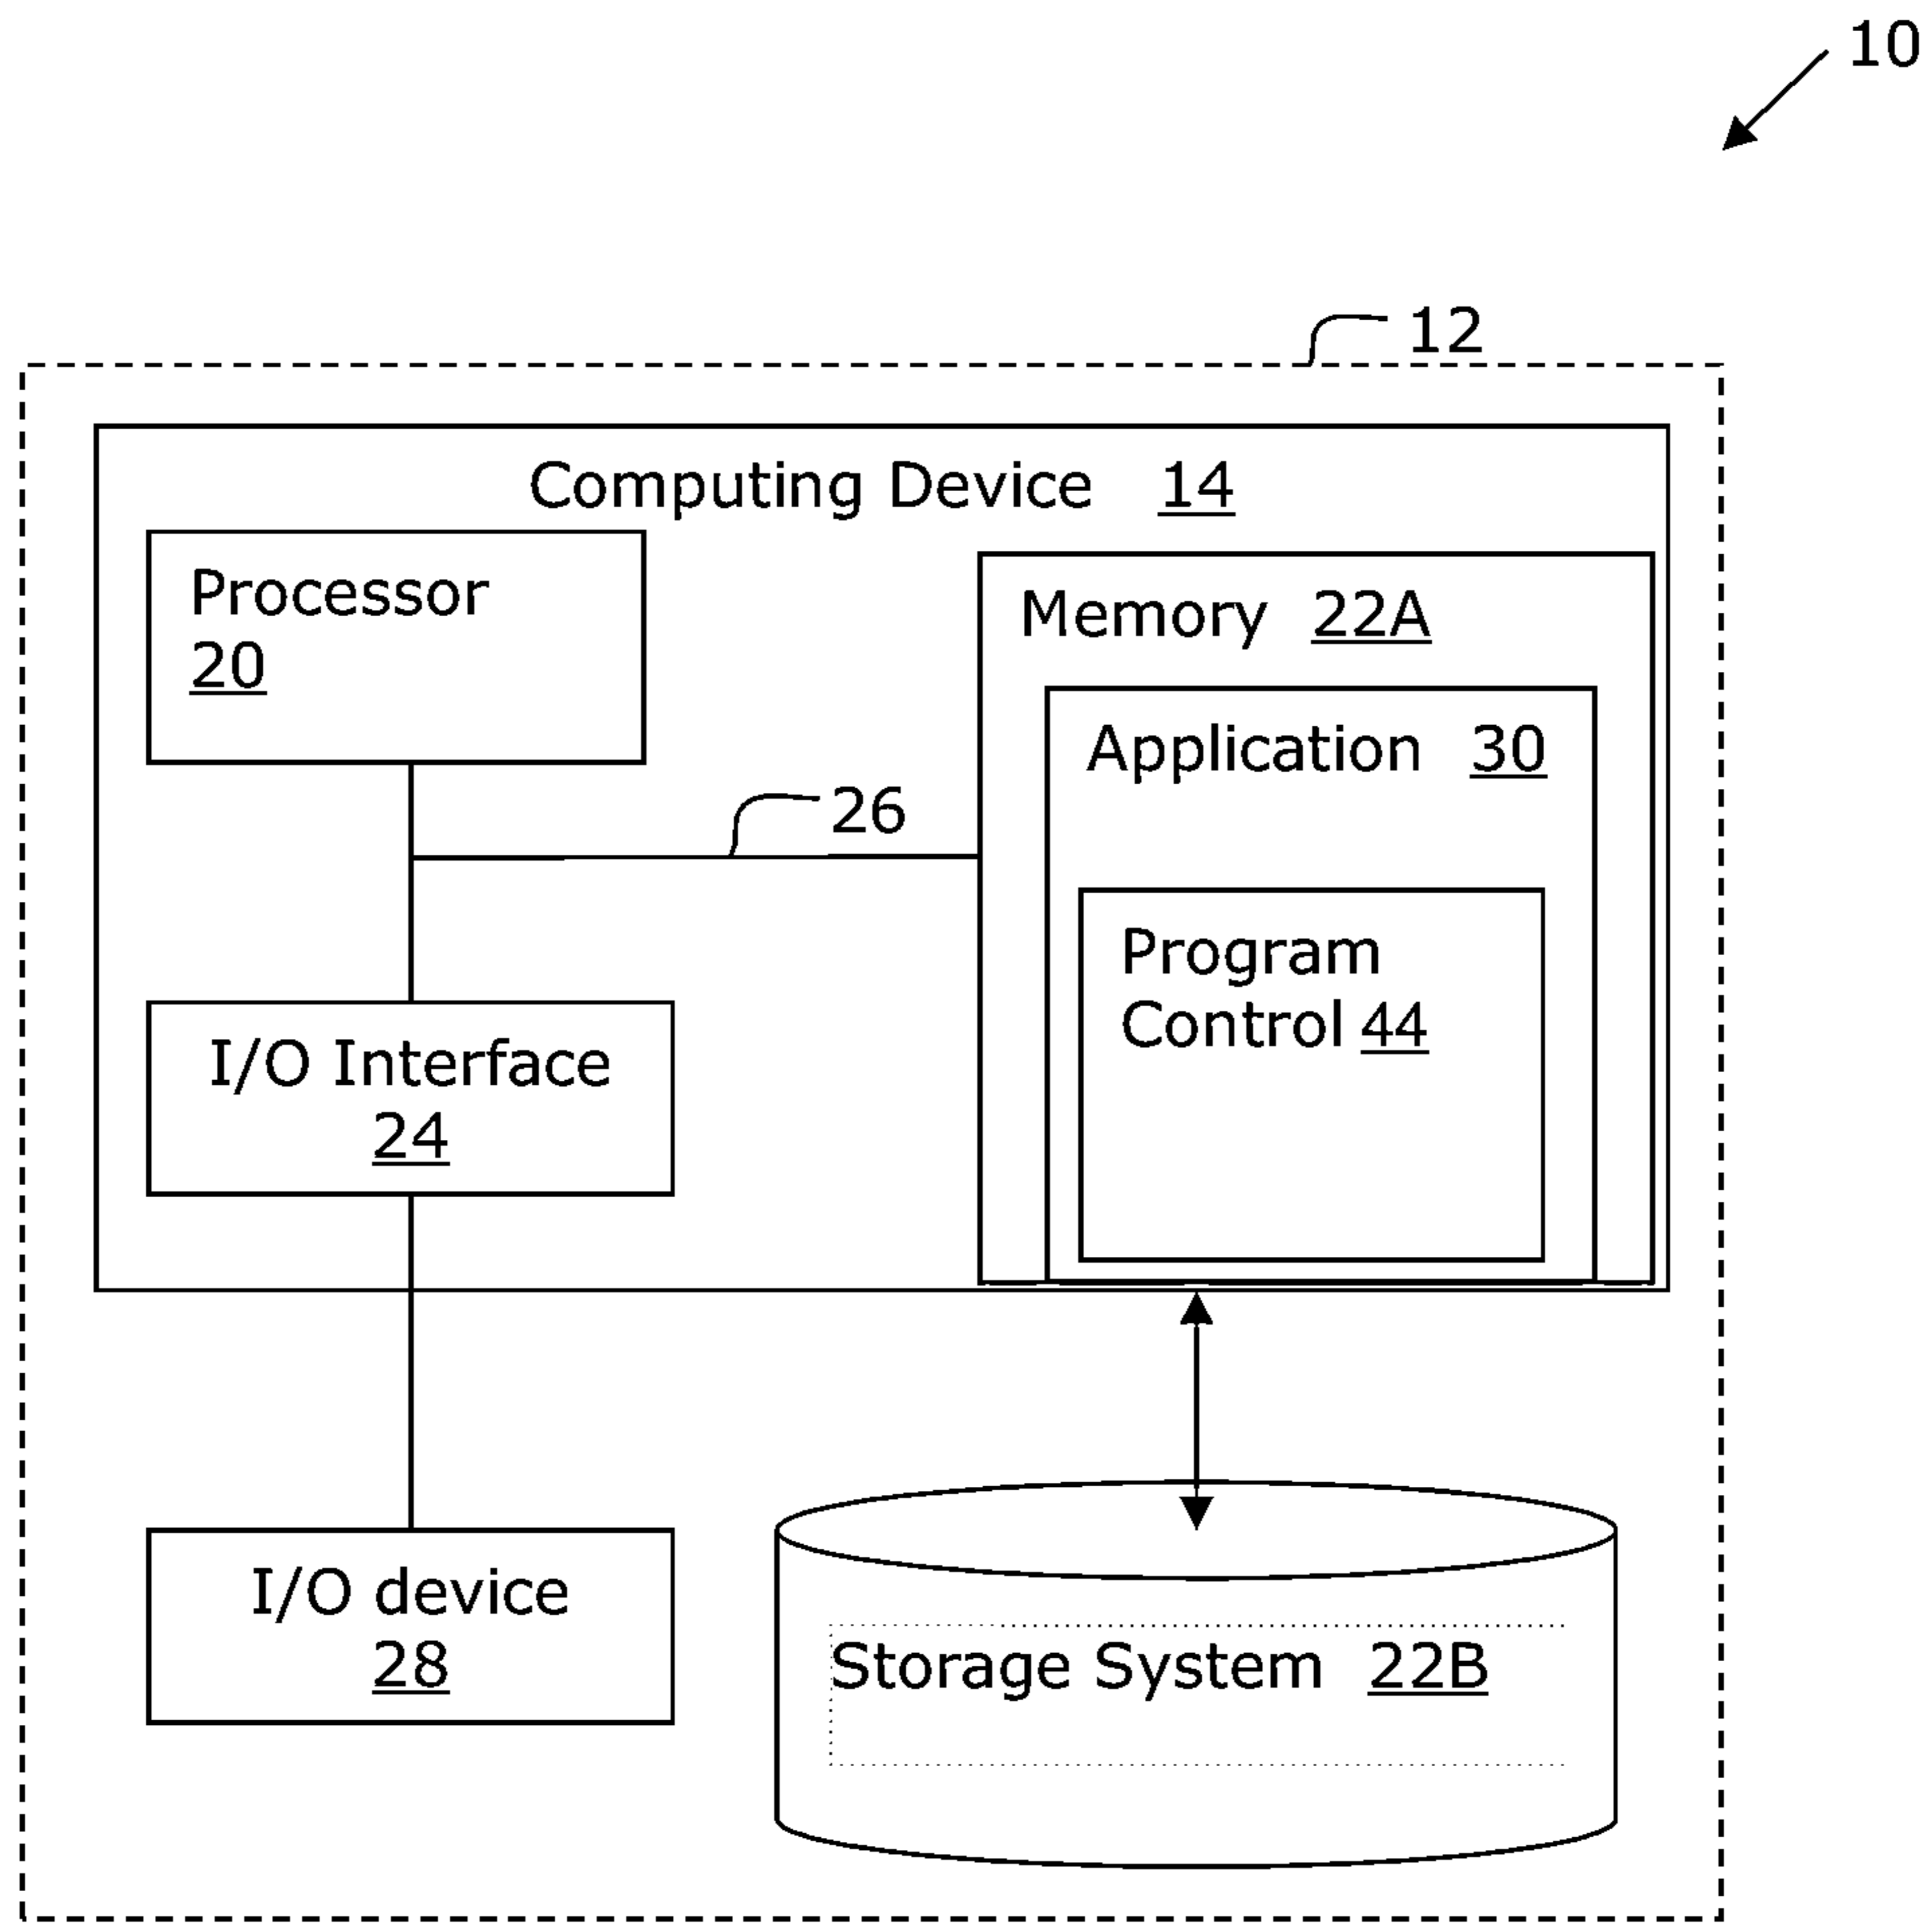 10
12
Computing Device 14
Processor
20
Memory 22A
Application 30
26
Program
Control 44
I/O Interface
24
I/O device
28
Storage System 22B